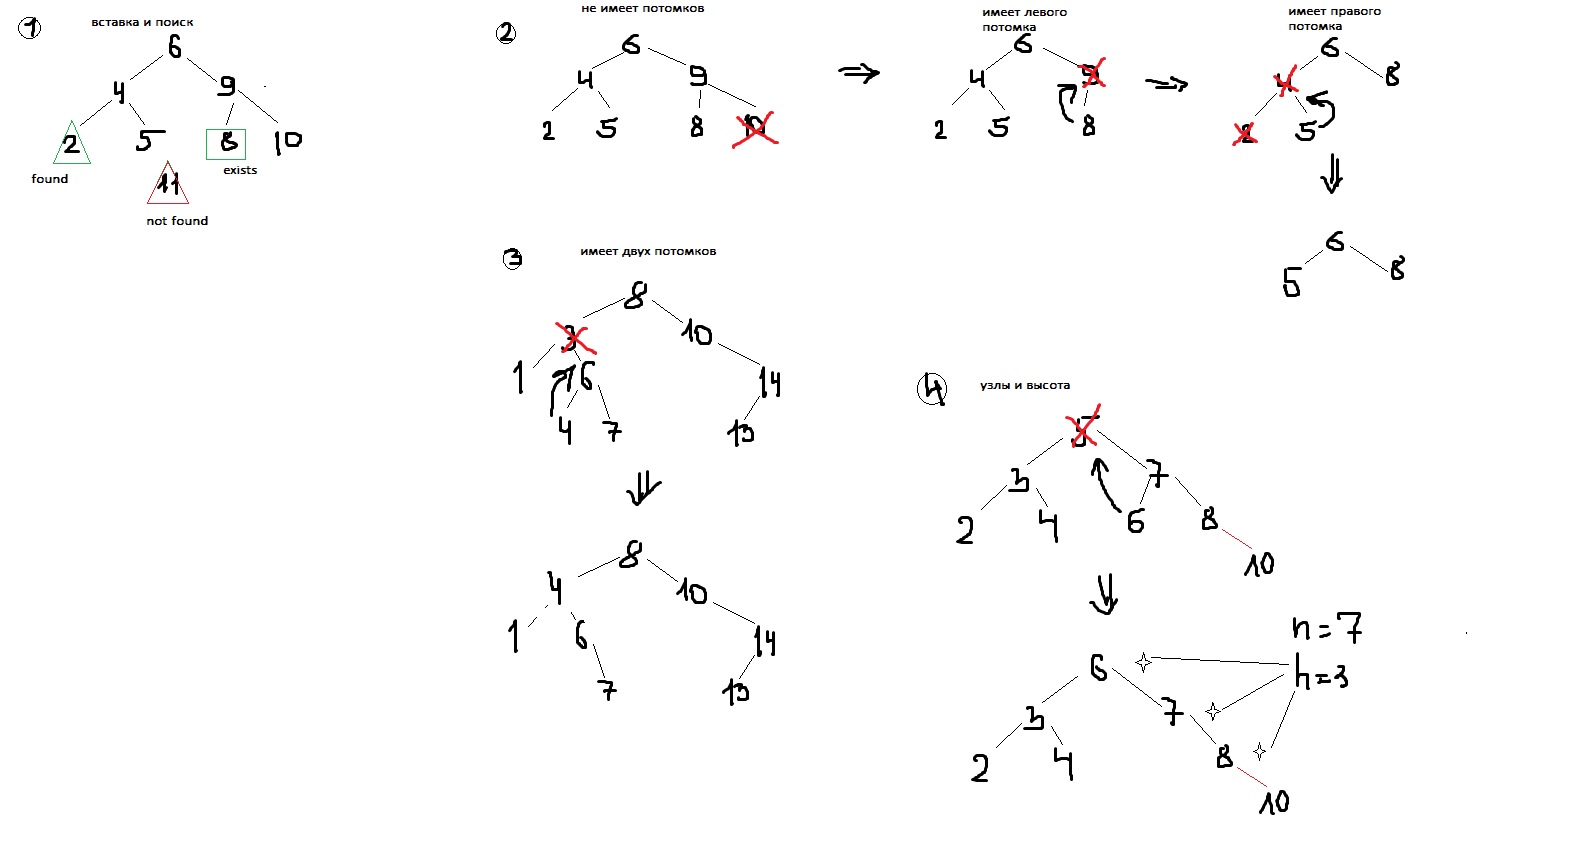 1
вставка и поиск
6
4 9
2 5 8 10
found
exists
11
not found
2
не имеет потомков
6
4 9
2 5 8 10
⇒
имеет левого
потомка
6
4 9
2 5 8
⇒
имеет правого
потомка
6
4 8
2 5
⇓
6
5 8
3
имеет двух потомков
8
3 10
1 6 14
4 7 13
⇓
8
4 10
1 6 14
7 13
4
узлы и высота
5
3 7
2 4 6 8
10
⇓
n = 7
h = 3
6
3 7
2 4 8
10